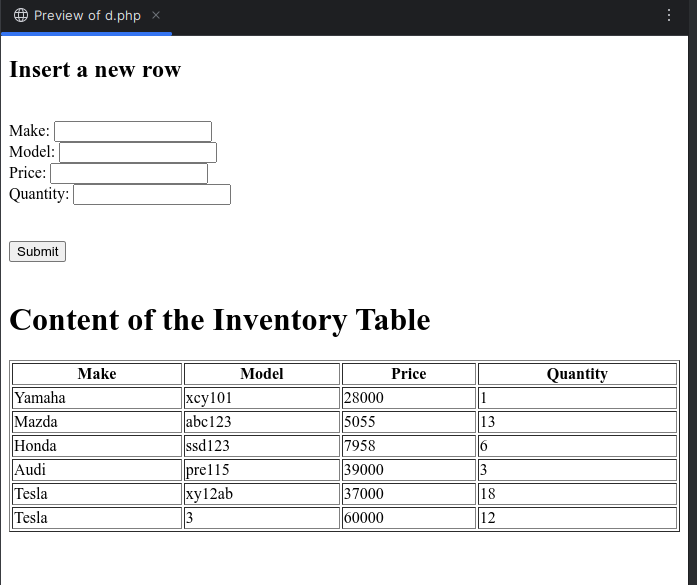 Preview of d.php
Insert a new row
Make:
Model:
Price:
Quantity:
Submit
Content of the Inventory Table
Make Model Price Quantity
Yamaha xcy101 28000 1
Mazda abc123 5055 13
Honda ssd123 7958 6
Audi pre115 39000 3
Tesla xy12ab 37000 18
Tesla 3 60000 12